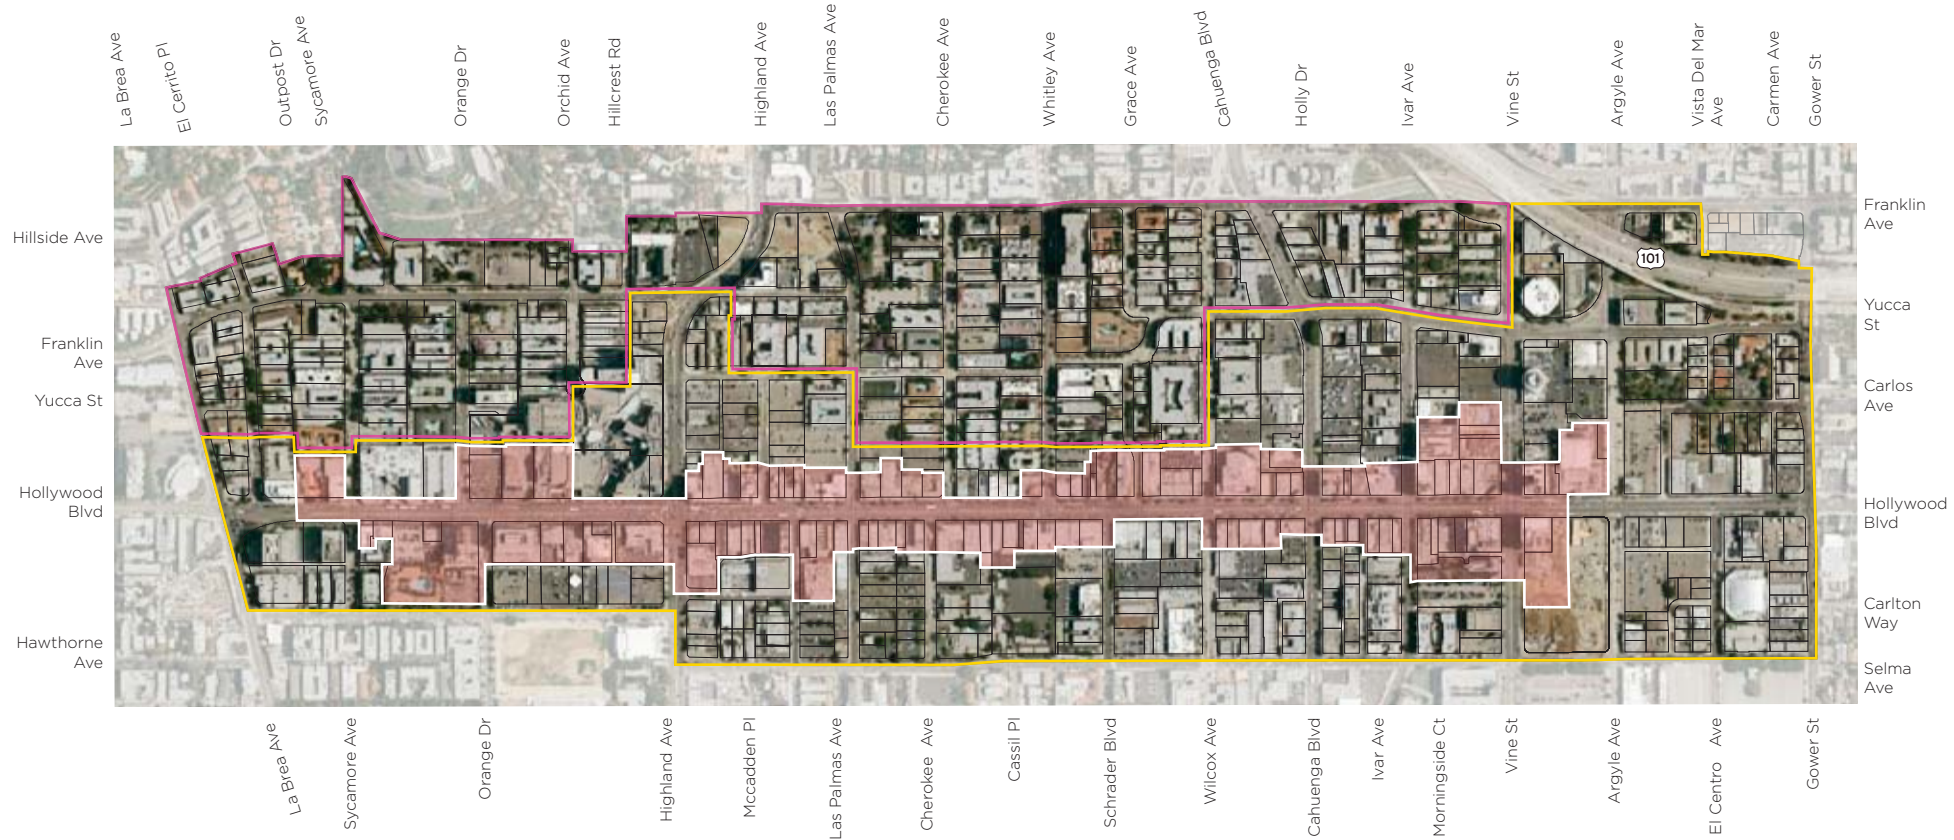 La Brea Ave
El Cerrito Pl
Outpost Dr
Sycamore Ave
Orange Dr
Orchid Ave
Hillcrest Rd
Highland Ave
Las Palmas Ave
Cherokee Ave
Whitley Ave
Grace Ave
Cahuenga Blvd
Holly Dr
Ivar Ave
Vine St
Argyle Ave
Vista Del Mar
Ave
Carmen Ave
Gower St
Hillside Ave
Franklin
Ave
Yucca St
Hollywood
Blvd
Hawthorne
Ave
101
Franklin
Ave
Yucca
St
Carlos
Ave
Hollywood
Blvd
Carlton
Way
Selma
Ave
La Brea Ave
Sycamore Ave
Orange Dr
Highland Ave
Mccadden Pl
Las Palmas Ave
Cherokee Ave
Cassil Pl
Schrader Blvd
Wilcox Ave
Cahuenga Blvd
Ivar Ave
Morningside Ct
Vine St
Argyle Ave
El Centro Ave
Gower St